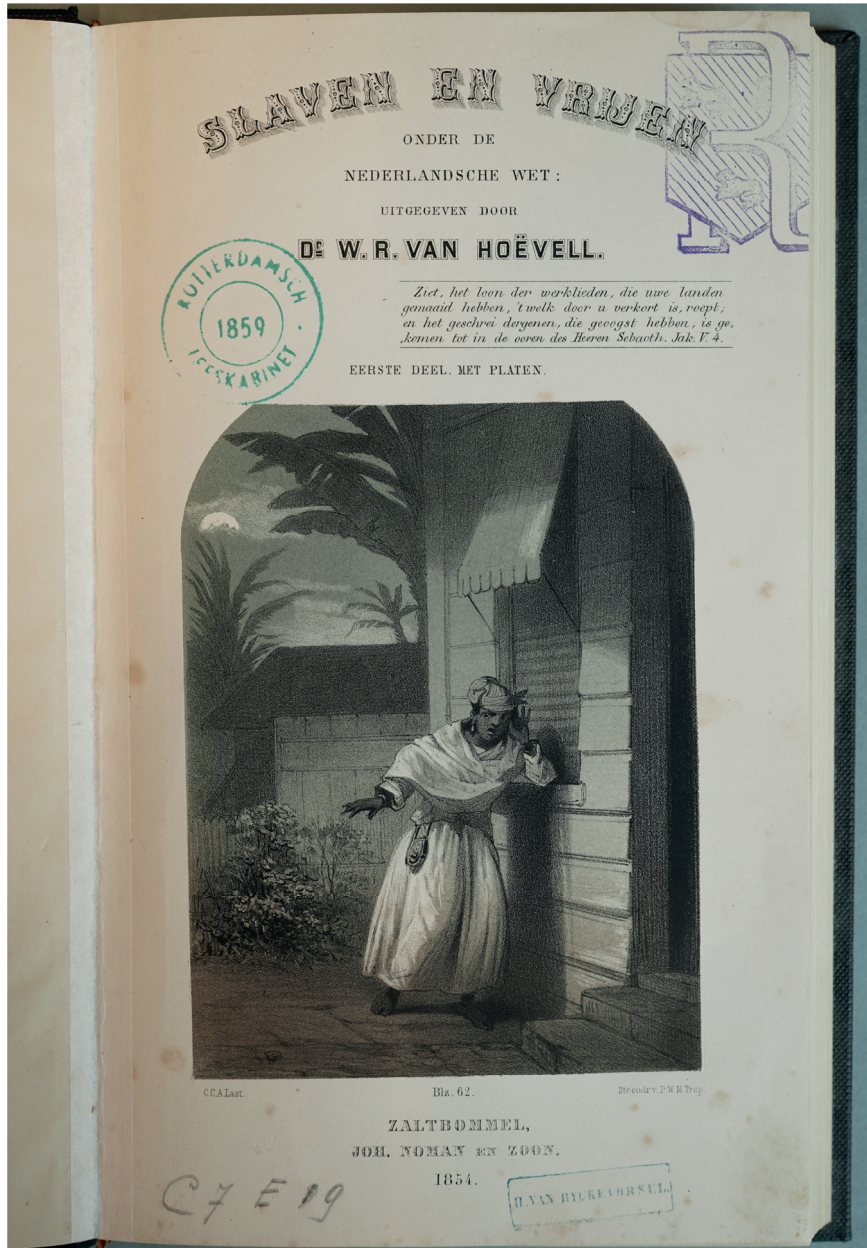 SLAVEN EN VRIJEN
ONDER DE
NEDERLANDSCHE WET:
UITGEGEVEN DOOR
Dr. W. R. VAN HOËVELL.
Ziet, het loon der werklieden, die uwe landen
gemaaid hebben, 't welk door u verkort is, roept;
en het geschrei dergenen, die geoogst hebben, is ge,
komen tot in de ooren des Heeren Sebaoth. Jak. V. 4.
ROTTERDAMSCH
1859
LEESKABINET
EERSTE DEEL. MET PLATEN.
C.C.A. Last.
Blz. 62.
Steendr. v. P. W. M. Trap.
ZALTBOMMEL,
JOH. NOMAN EN ZOON.
1854.
C 7 E 19
H. VAN RYCKEVORSEL.